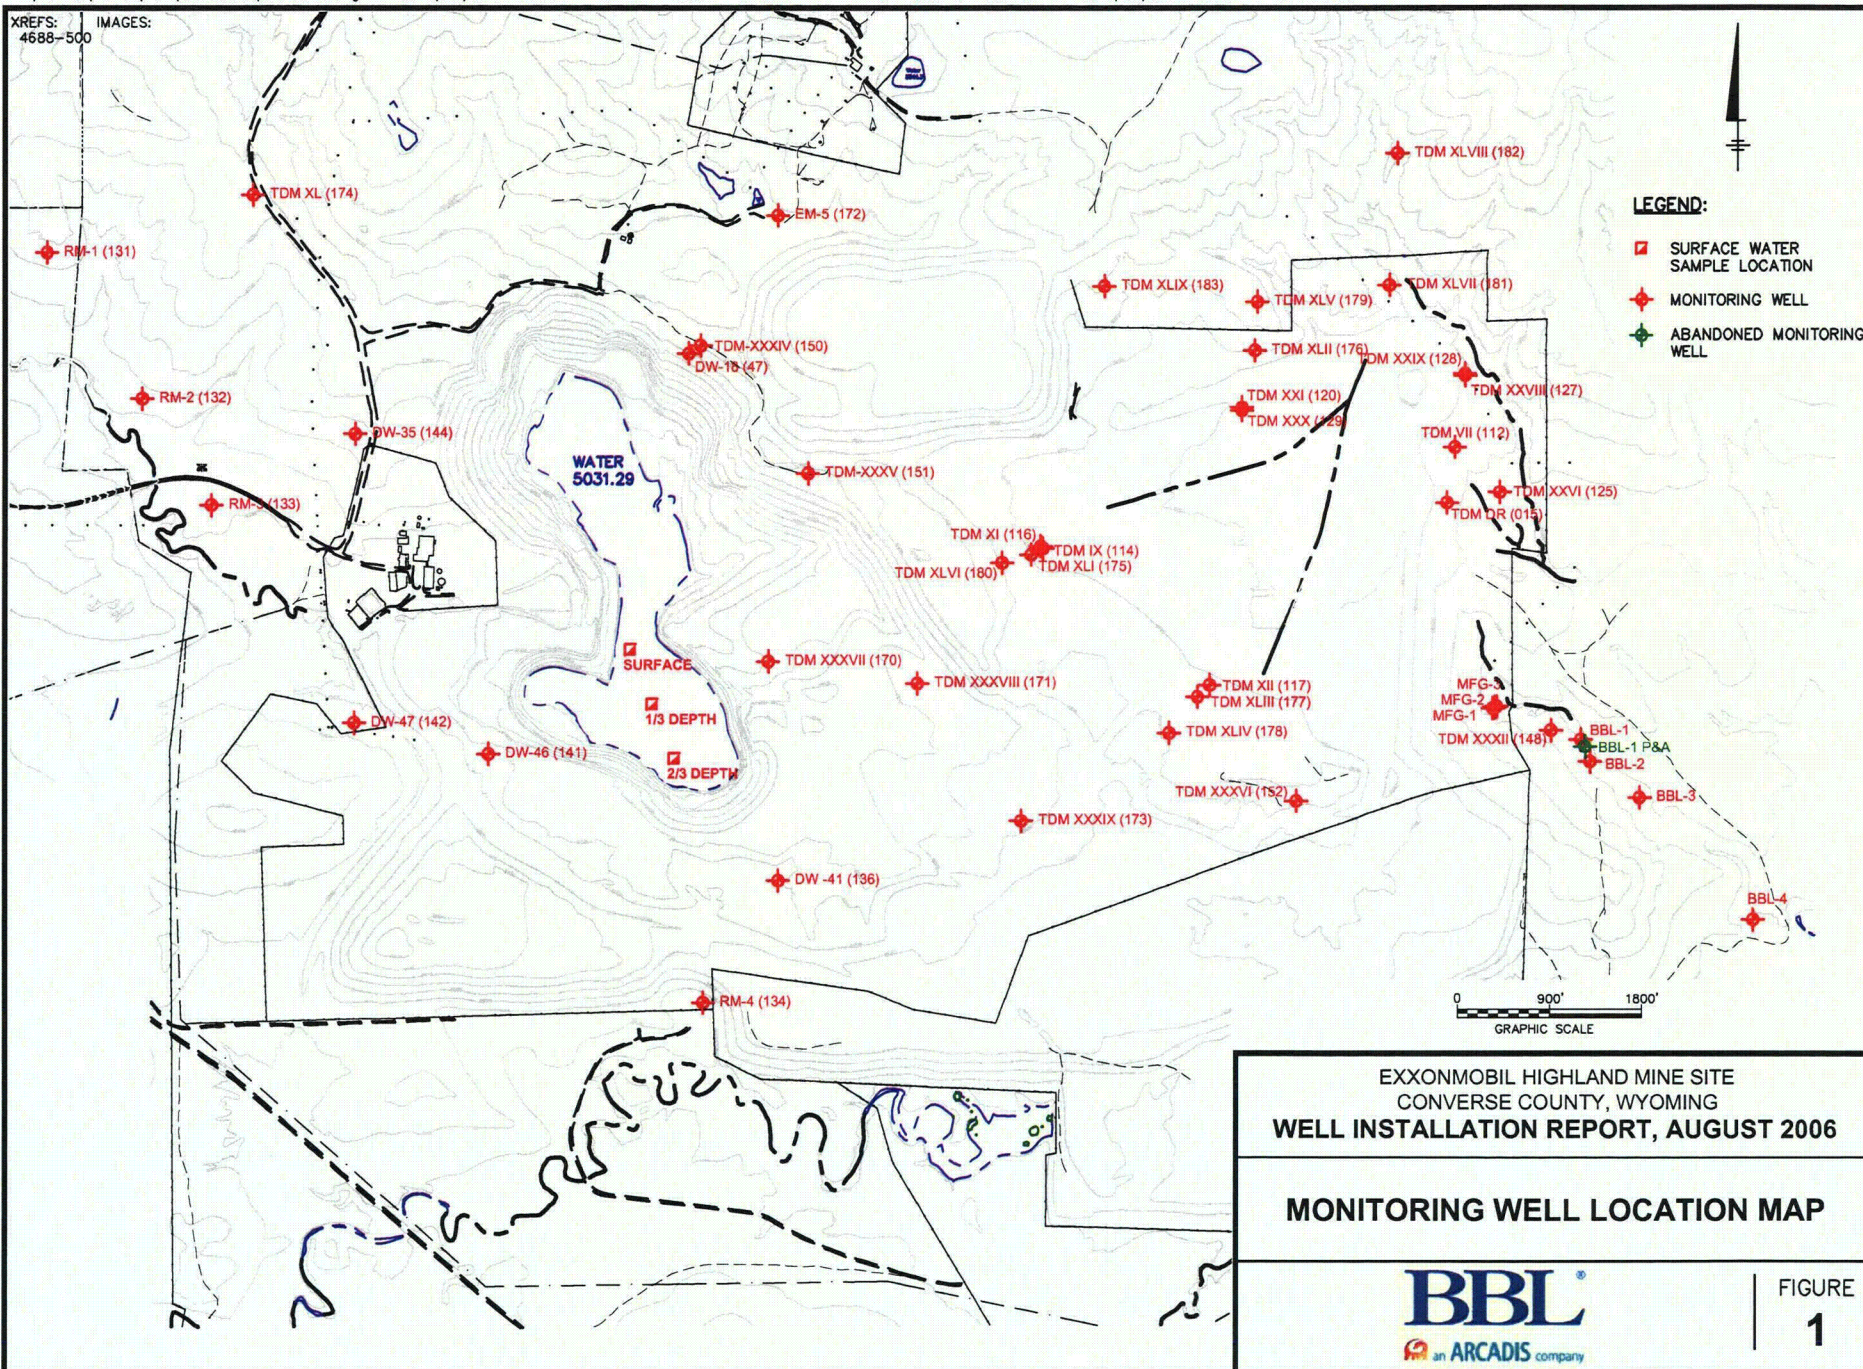 XREFS: IMAGES:
4688-500
TDM XLVIII (182)
TDM XL (174)
EM-5 (172)
RM-1 (131)
TDM XLIX (183)
TDM XLV (179)
TDM XLVII (181)
TDM-XXXIV (150)
DW-18 (47)
TDM XLII (176)
TDM XXIX (128)
TDM XXVIII (127)
RM-2 (132)
TDM XXI (120)
TDM XXX (129)
DW-35 (144)
TDM VII (112)
WATER
5031.29
TDM-XXXV (151)
TDM XXVI (125)
RM-3 (133)
TDM DR (015)
TDM XI (116)
TDM IX (114)
TDM XLI (175)
TDM XLVI (180)
SURFACE
TDM XXXVII (170)
TDM XXXVIII (171)
TDM XII (117)
TDM XLIII (177)
MFG-3
MFG-2
MFG-1
1/3 DEPTH
DW-47 (142)
TDM XLIV (178)
TDM XXXII (148)
BBL-1
BBL-1 P&A
BBL-2
DW-46 (141)
2/3 DEPTH
TDM XXXVI (152)
BBL-3
TDM XXXIX (173)
DW -41 (136)
BBL-4
RM-4 (134)
LEGEND:
SURFACE WATER
SAMPLE LOCATION
MONITORING WELL
ABANDONED MONITORING
WELL
0 900' 1800'
GRAPHIC SCALE
EXXONMOBIL HIGHLAND MINE SITE
CONVERSE COUNTY, WYOMING
WELL INSTALLATION REPORT, AUGUST 2006
MONITORING WELL LOCATION MAP
BBL®
an ARCADIS company
FIGURE
1